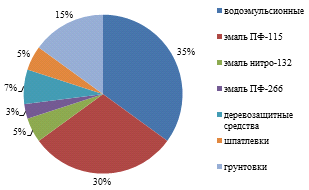 15%
5%
7%
3%
5%
30%
35%
водоэмульсионные
эмаль ПФ-115
эмаль нитро-132
эмаль ПФ-266
деревозащитные
средства
шпатлевки
грунтовки